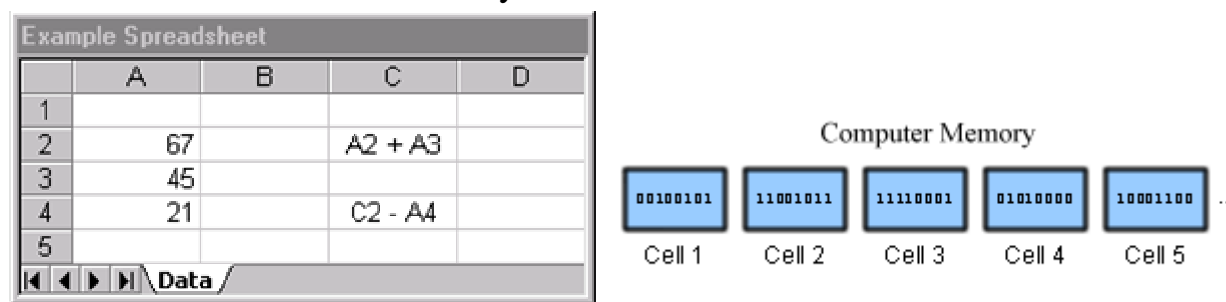 Example Spreadsheet
A B C D
1
2 67 A2 + A3
3 45
4 21 C2 - A4
5
Data
Computer Memory
00100101 11001011 11110001 01010000 10001100 ..
Cell 1 Cell 2 Cell 3 Cell 4 Cell 5